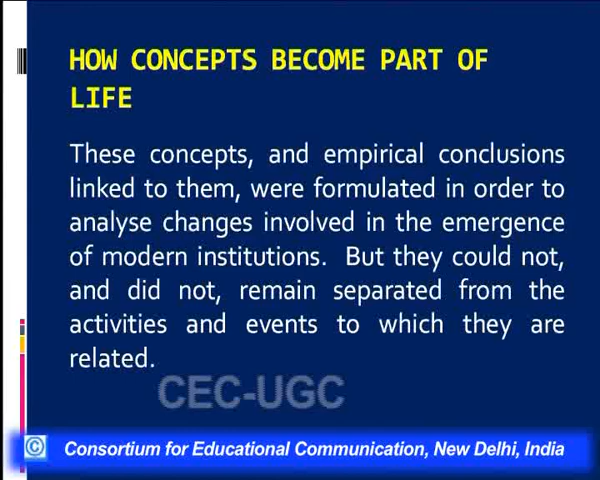 HOW CONCEPTS BECOME PART OF
LIFE
These concepts, and empirical conclusions
linked to them, were formulated in order to
analyse changes involved in the emergence
of modern institutions. But they could not,
and did not, remain separated from the
activities and events to which they are
related.
CEC-UGC
© Consortium for Educational Communication, New Delhi, India